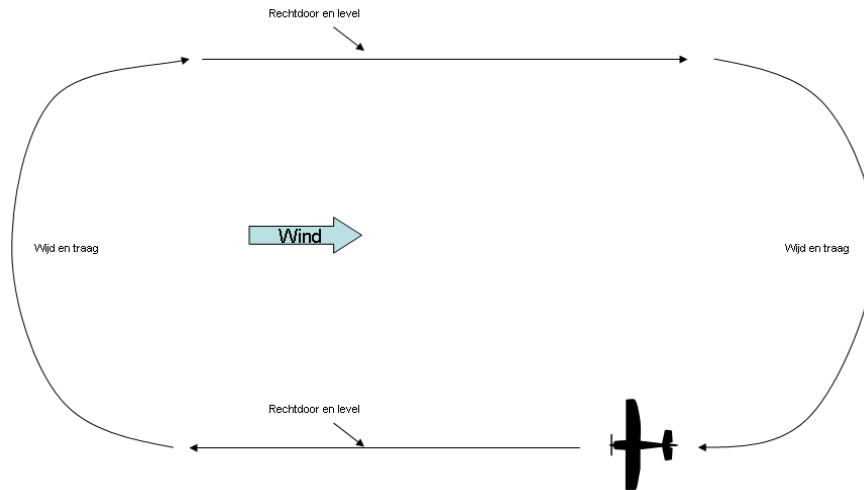 Rechtdoor en level
Wind
Wijd en traag
Wijd en traag
Rechtdoor en level